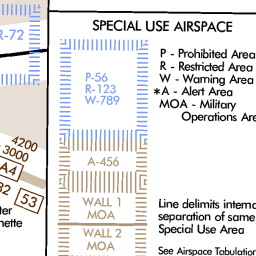 R-72
SPECIAL USE AIRSPACE
P-56
R-123
W-789
P - Prohibited Area
R - Restricted Area
W - Warning Area
*A - Alert Area
MOA - Military
Operations Are
A-456
WALL 1
MOA
WALL 2
MOA
Line delimits interna
separation of same
Special Use Area
See Airspace Tabulation
4200
3000
A4
32
53
ter
nette